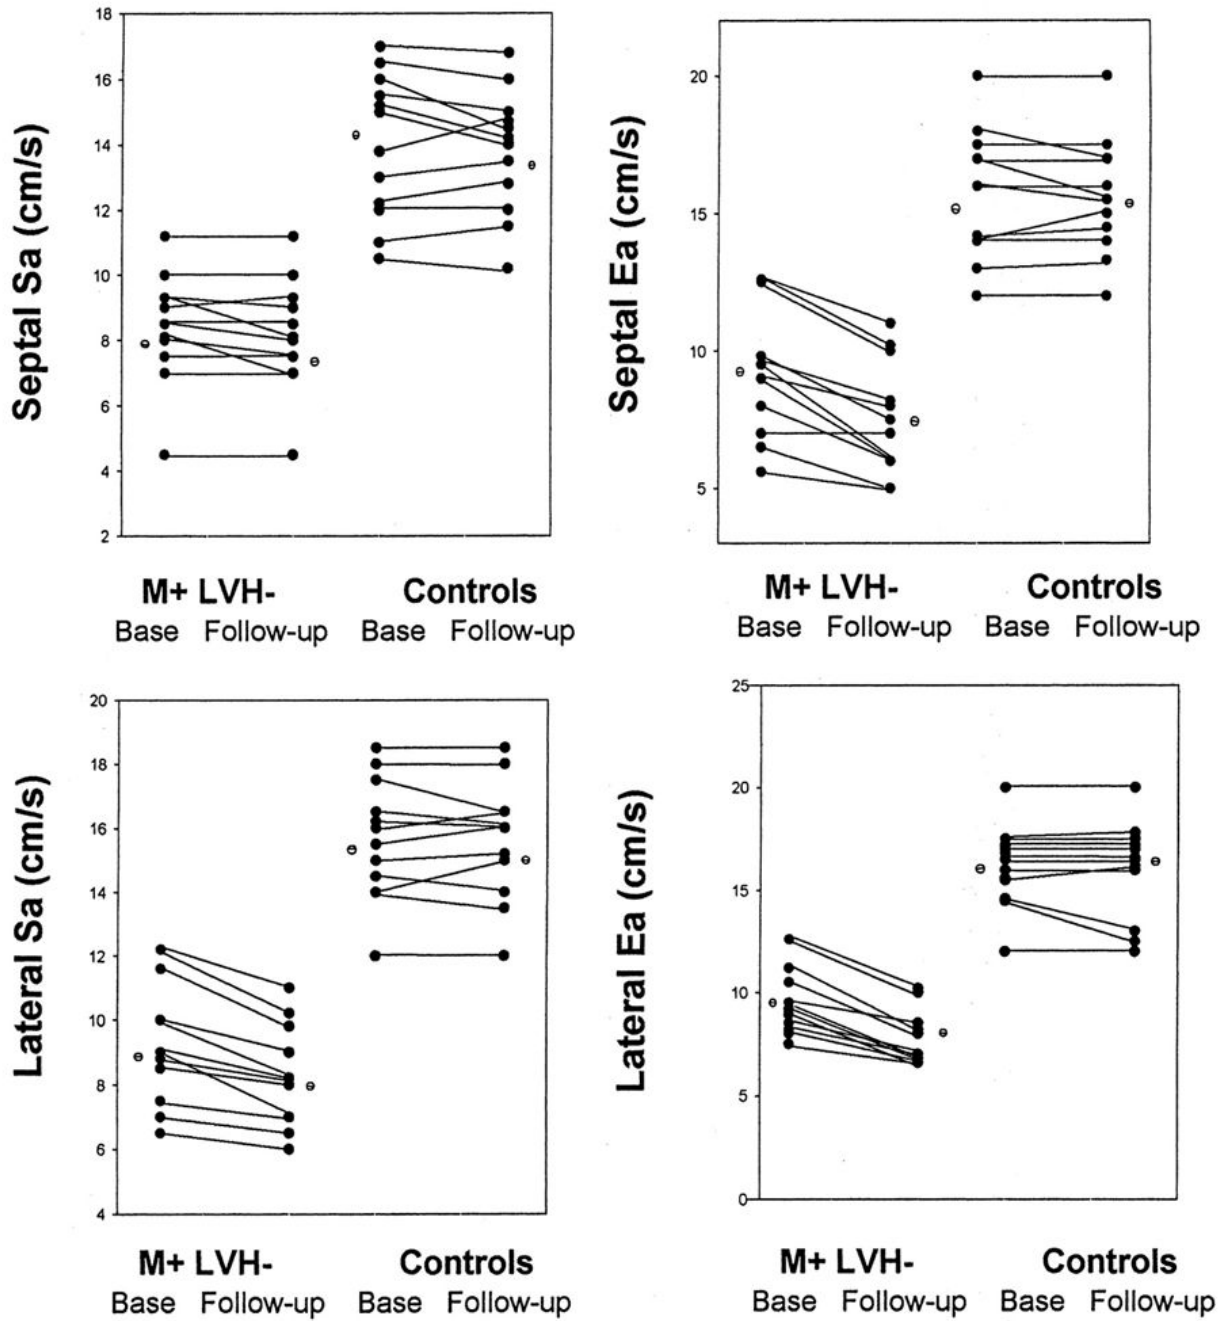 Septal Sa (cm/s)
18
16
14
12
10
8
6
4
2
M+ LVH-
Controls
Base Follow-up Base Follow-up
Septal Ea (cm/s)
20
15
10
5
M+ LVH-
Controls
Base Follow-up Base Follow-up
Lateral Sa (cm/s)
20
18
16
14
12
10
8
6
4
M+ LVH-
Controls
Base Follow-up Base Follow-up
Lateral Ea (cm/s)
25
20
15
10
5
0
M+ LVH-
Controls
Base Follow-up Base Follow-up